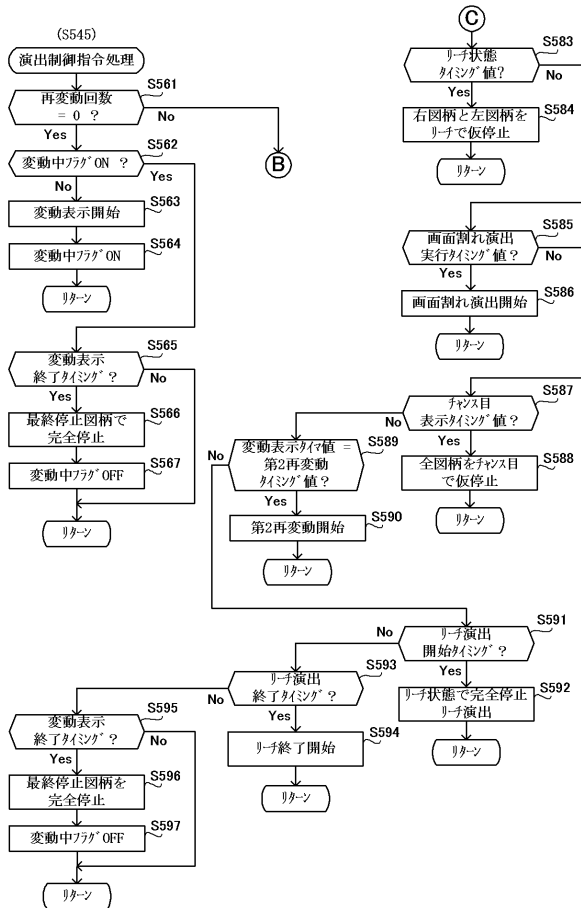 (S545)
演出制御指令処理
S561
再変動回数
= 0 ?
No
Yes
B
S562
変動中ﾌﾗｸﾞON ?
Yes
No
S563
変動表示開始
S564
変動中ﾌﾗｸﾞON
ﾘﾀｰﾝ
S565
変動表示
終了ﾀｲﾐﾝｸﾞ?
No
Yes
S566
最終停止図柄で
完全停止
S567
変動中ﾌﾗｸﾞOFF
ﾘﾀｰﾝ
C
S583
ﾘｰﾁ状態
ﾀｲﾐﾝｸﾞ値?
No
Yes
S584
右図柄と左図柄を
ﾘｰﾁで仮停止
ﾘﾀｰﾝ
S585
画面割れ演出
実行ﾀｲﾐﾝｸﾞ値?
No
Yes
S586
画面割れ演出開始
ﾘﾀｰﾝ
S587
ﾁｬﾝｽ目
表示ﾀｲﾐﾝｸﾞ値?
No
Yes
S588
全図柄をﾁｬﾝｽ目
で仮停止
ﾘﾀｰﾝ
S589
変動表示ﾀｲﾏ値 =
第2再変動
ﾀｲﾐﾝｸﾞ値?
No
Yes
S590
第2再変動開始
ﾘﾀｰﾝ
S591
ﾘｰﾁ演出
開始ﾀｲﾐﾝｸﾞ?
No
Yes
S592
ﾘｰﾁ状態で完全停止
ﾘｰﾁ演出
ﾘﾀｰﾝ
S593
ﾘｰﾁ演出
終了ﾀｲﾐﾝｸﾞ?
No
Yes
S594
ﾘｰﾁ終了開始
ﾘﾀｰﾝ
S595
変動表示
終了ﾀｲﾐﾝｸﾞ?
No
Yes
S596
最終停止図柄を
完全停止
S597
変動中ﾌﾗｸﾞOFF
ﾘﾀｰﾝ